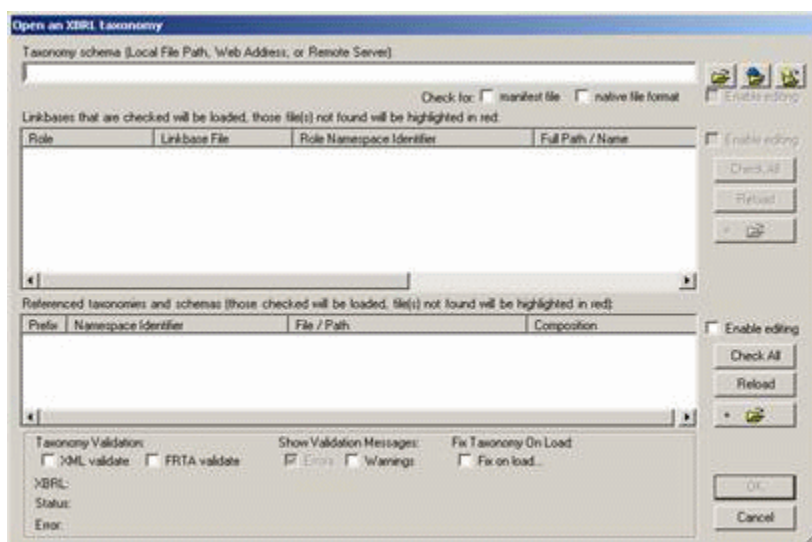 Open an XBRL taxonomy
Taxonomy schema (Local File Path, Web Address, or Remote Server)
Check for: manifest file native file format Enable editing
Linkbases that are checked will be loaded, those file(s) not found will be highlighted in red:
Role Linkbase File Role Namespace Identifier Full Path / Name Enable editing
Check All
Reload
+
Referenced taxonomies and schemas (those checked will be loaded, file(s) not found will be highlighted in red):
Prefix Namespace Identifier File / Path Composition Enable editing
Check All
Reload
+
Taxonomy Validation: Show Validation Messages: Fix Taxonomy On Load
XML validate FRTA validate Errors Warnings Fix on load...
XBRL:
Status:
Error:
OK
Cancel